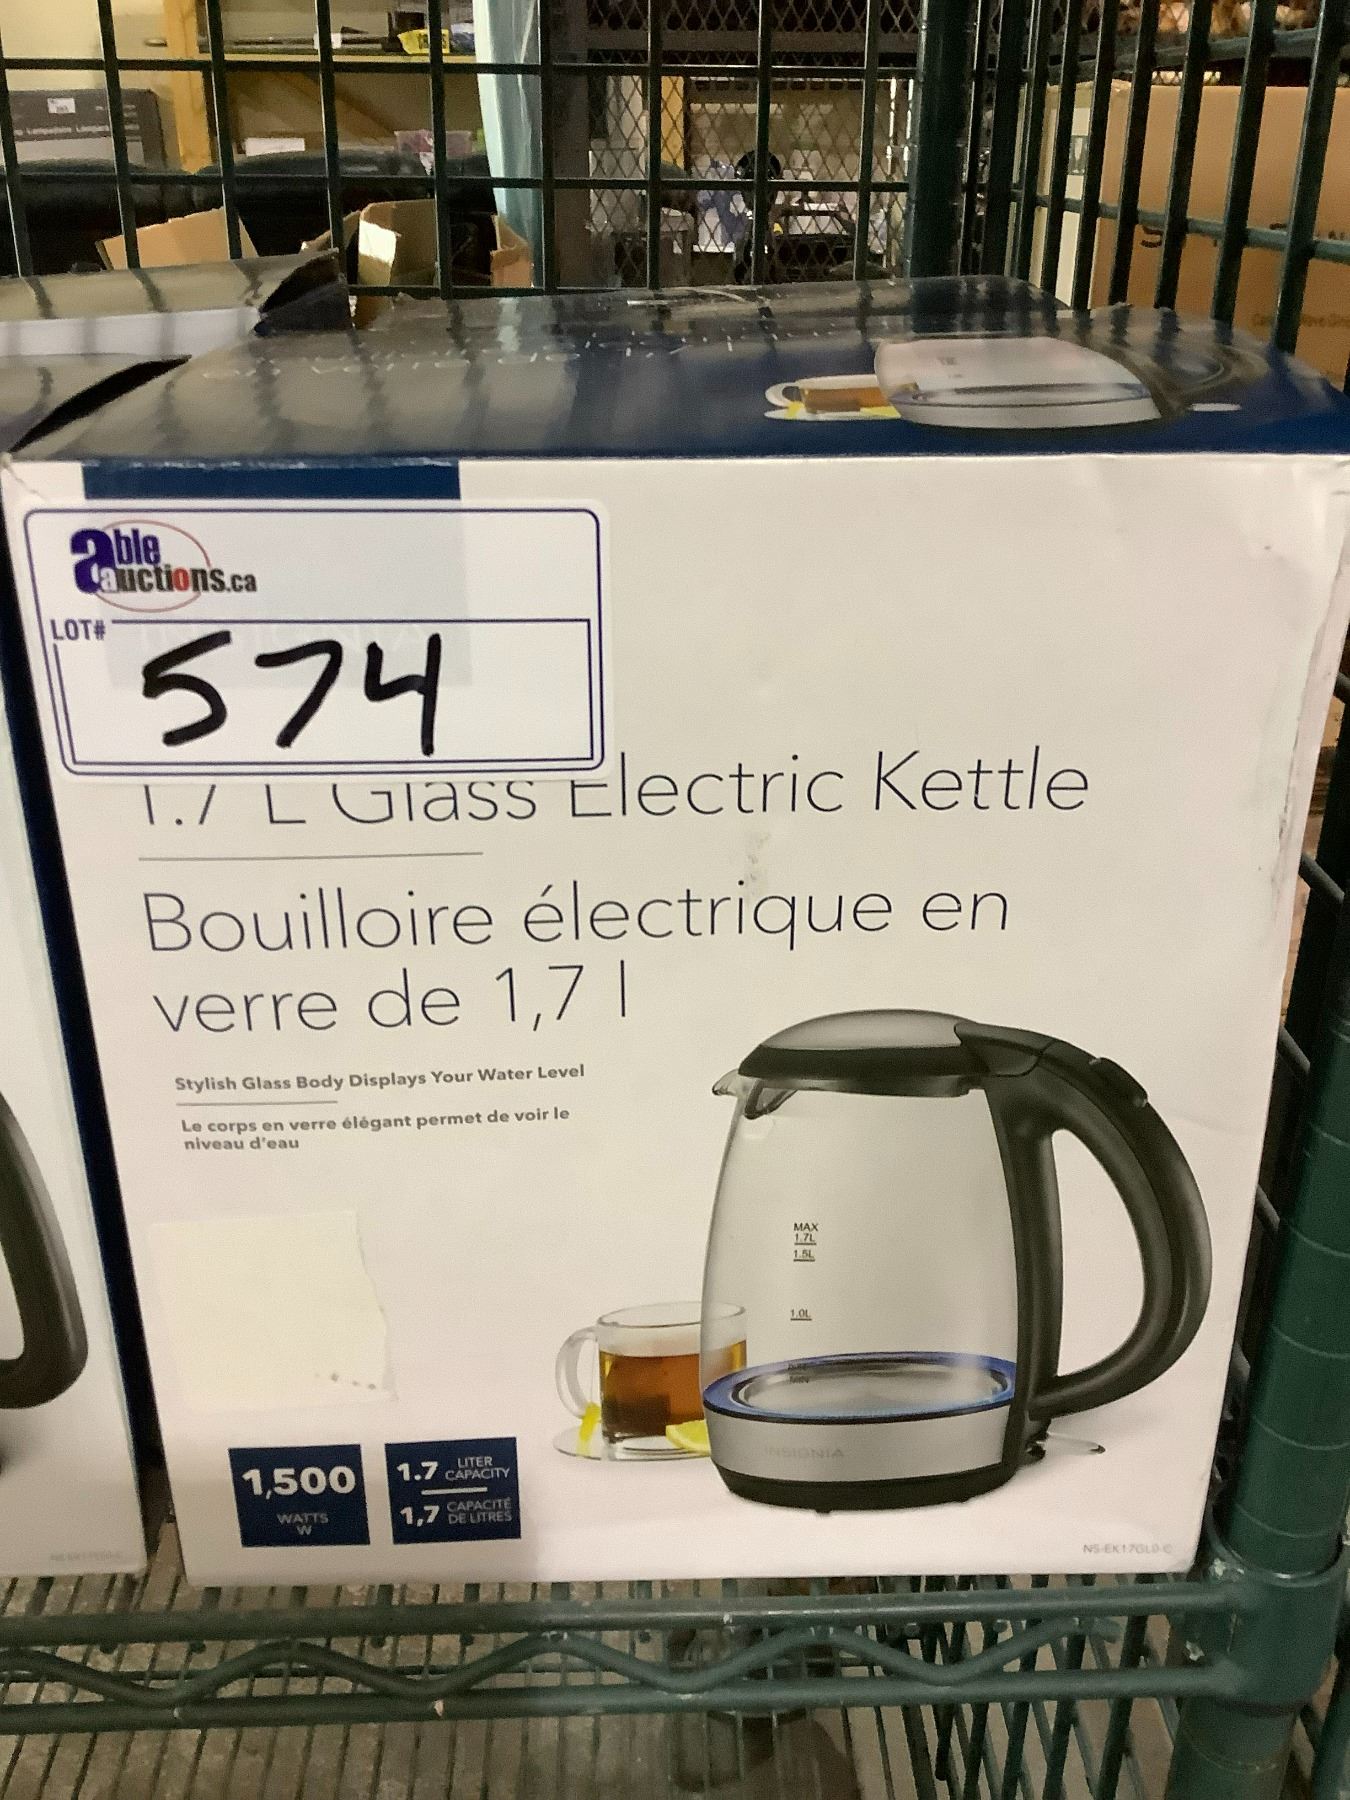 able
auctions.ca
LOT#
574
1.7 L Glass Electric Kettle
Bouilloire électrique en
verre de 1,7 l
Stylish Glass Body Displays Your Water Level
Le corps en verre élégant permet de voir le
niveau d'eau
MAX
1.7L
1.5L
1.0L
INSIGNIA
1,500
WATTS
W
1.7 LITER
CAPACITY
1,7 CAPACITÉ
DE LITRES
NS-EK17GL0-C